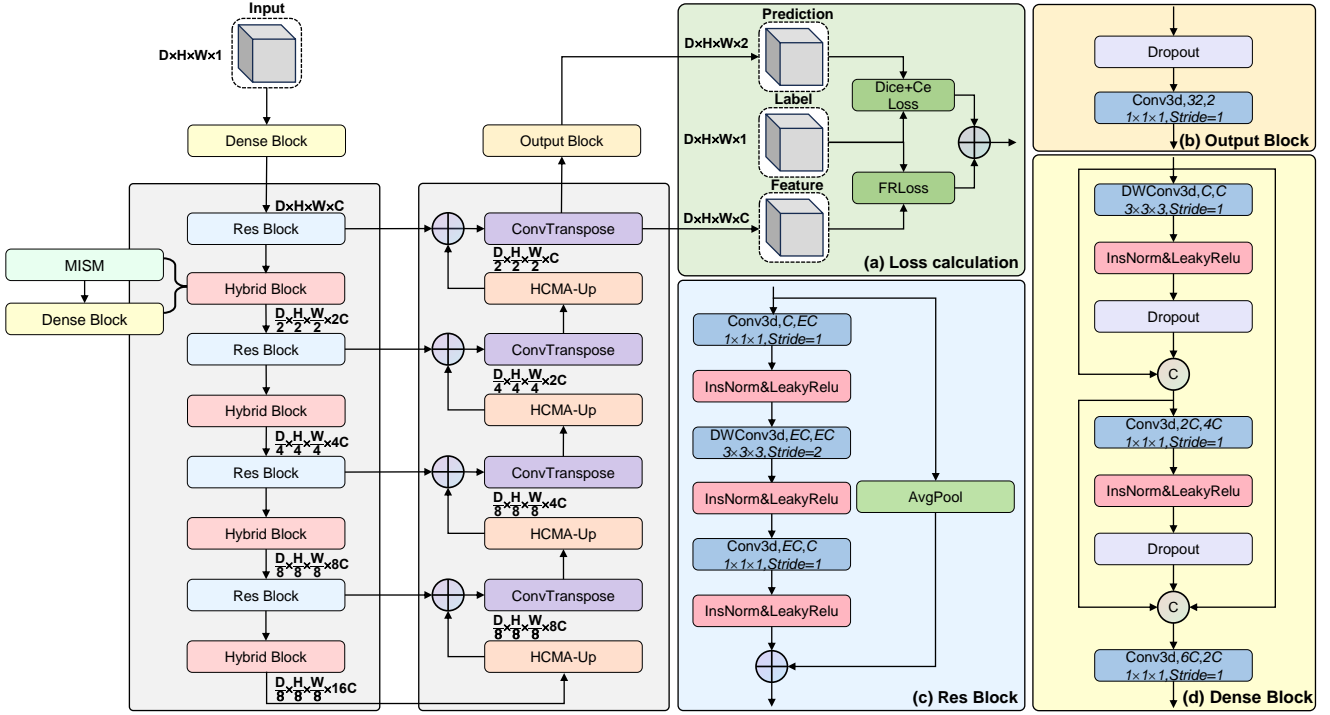 Input
D×H×W×1
Dense Block
D×H×W×C
Res Block
MISM
Dense Block
Hybrid Block
D/2×H/2×W/2×2C
Res Block
Hybrid Block
D/4×H/4×W/4×4C
Res Block
Hybrid Block
D/8×H/8×W/8×8C
Res Block
Hybrid Block
D/8×H/8×W/8×16C
Output Block
ConvTranspose
D/2×H/2×W/2×C
HCMA-Up
ConvTranspose
D/4×H/4×W/4×2C
HCMA-Up
ConvTranspose
D/8×H/8×W/8×4C
HCMA-Up
ConvTranspose
D/8×H/8×W/8×8C
HCMA-Up
Prediction
D×H×W×2
Dice+Ce
Loss
Label
D×H×W×1
FRLoss
Feature
D×H×W×C
(a) Loss calculation
Dropout
Conv3d,32,2
1×1×1,Stride=1
(b) Output Block
Conv3d,C,EC
1×1×1,Stride=1
InsNorm&LeakyRelu
DWConv3d,EC,EC
3×3×3,Stride=2
InsNorm&LeakyRelu
AvgPool
Conv3d,EC,C
1×1×1,Stride=1
InsNorm&LeakyRelu
(c) Res Block
DWConv3d,C,C
3×3×3,Stride=1
InsNorm&LeakyRelu
Dropout
C
Conv3d,2C,4C
1×1×1,Stride=1
InsNorm&LeakyRelu
Dropout
C
Conv3d,6C,2C
1×1×1,Stride=1
(d) Dense Block